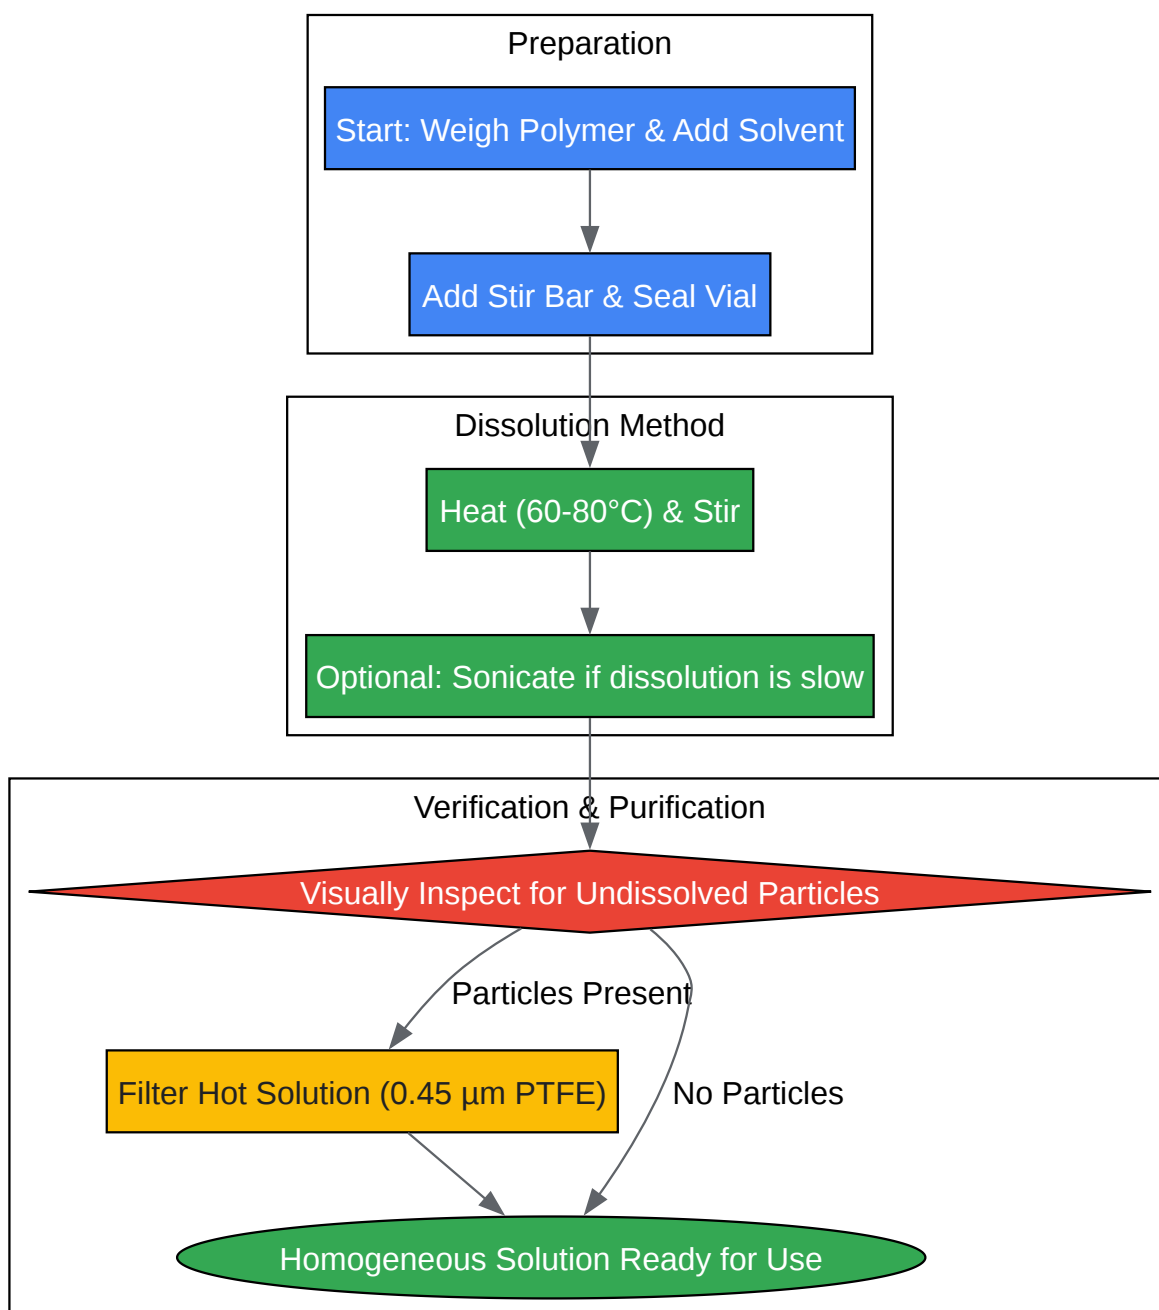 Preparation
Start: Weigh Polymer & Add Solvent
Add Stir Bar & Seal Vial
Dissolution Method
Heat (60-80°C) & Stir
Optional: Sonicate if dissolution is slow
Verification & Purification
Visually Inspect for Undissolved Particles
Particles Present
Filter Hot Solution (0.45 µm PTFE)
No Particles
Homogeneous Solution Ready for Use